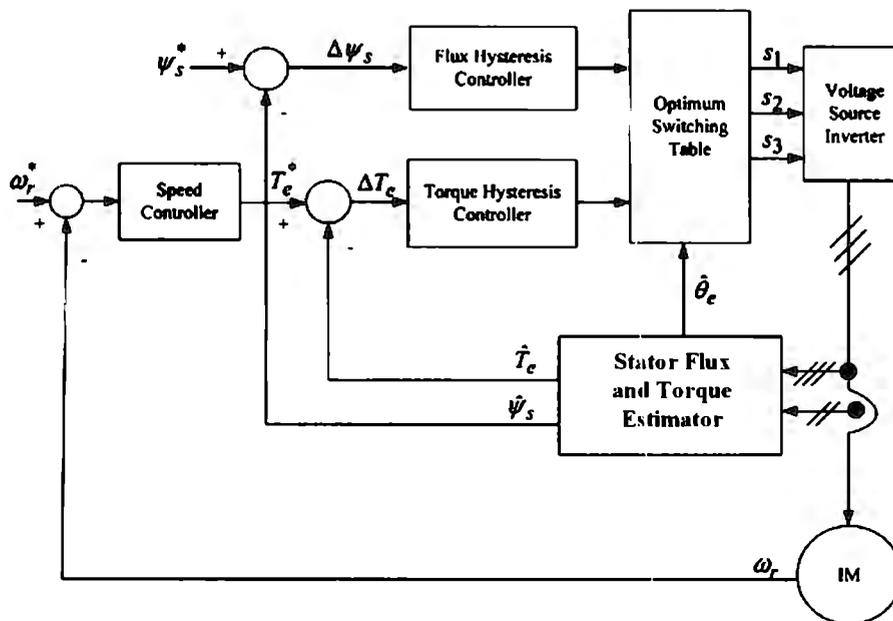 ψs* + Δψs
Flux Hysteresis
Controller
Optimum
Switching
Table
s1
s2
s3
Voltage
Source
Inverter
ωr* +
-
Speed
Controller
Te* +
-
ΔTe
Torque Hysteresis
Controller
θ̂e
T̂e
ψ̂s
Stator Flux
and Torque
Estimator
ωr
IM